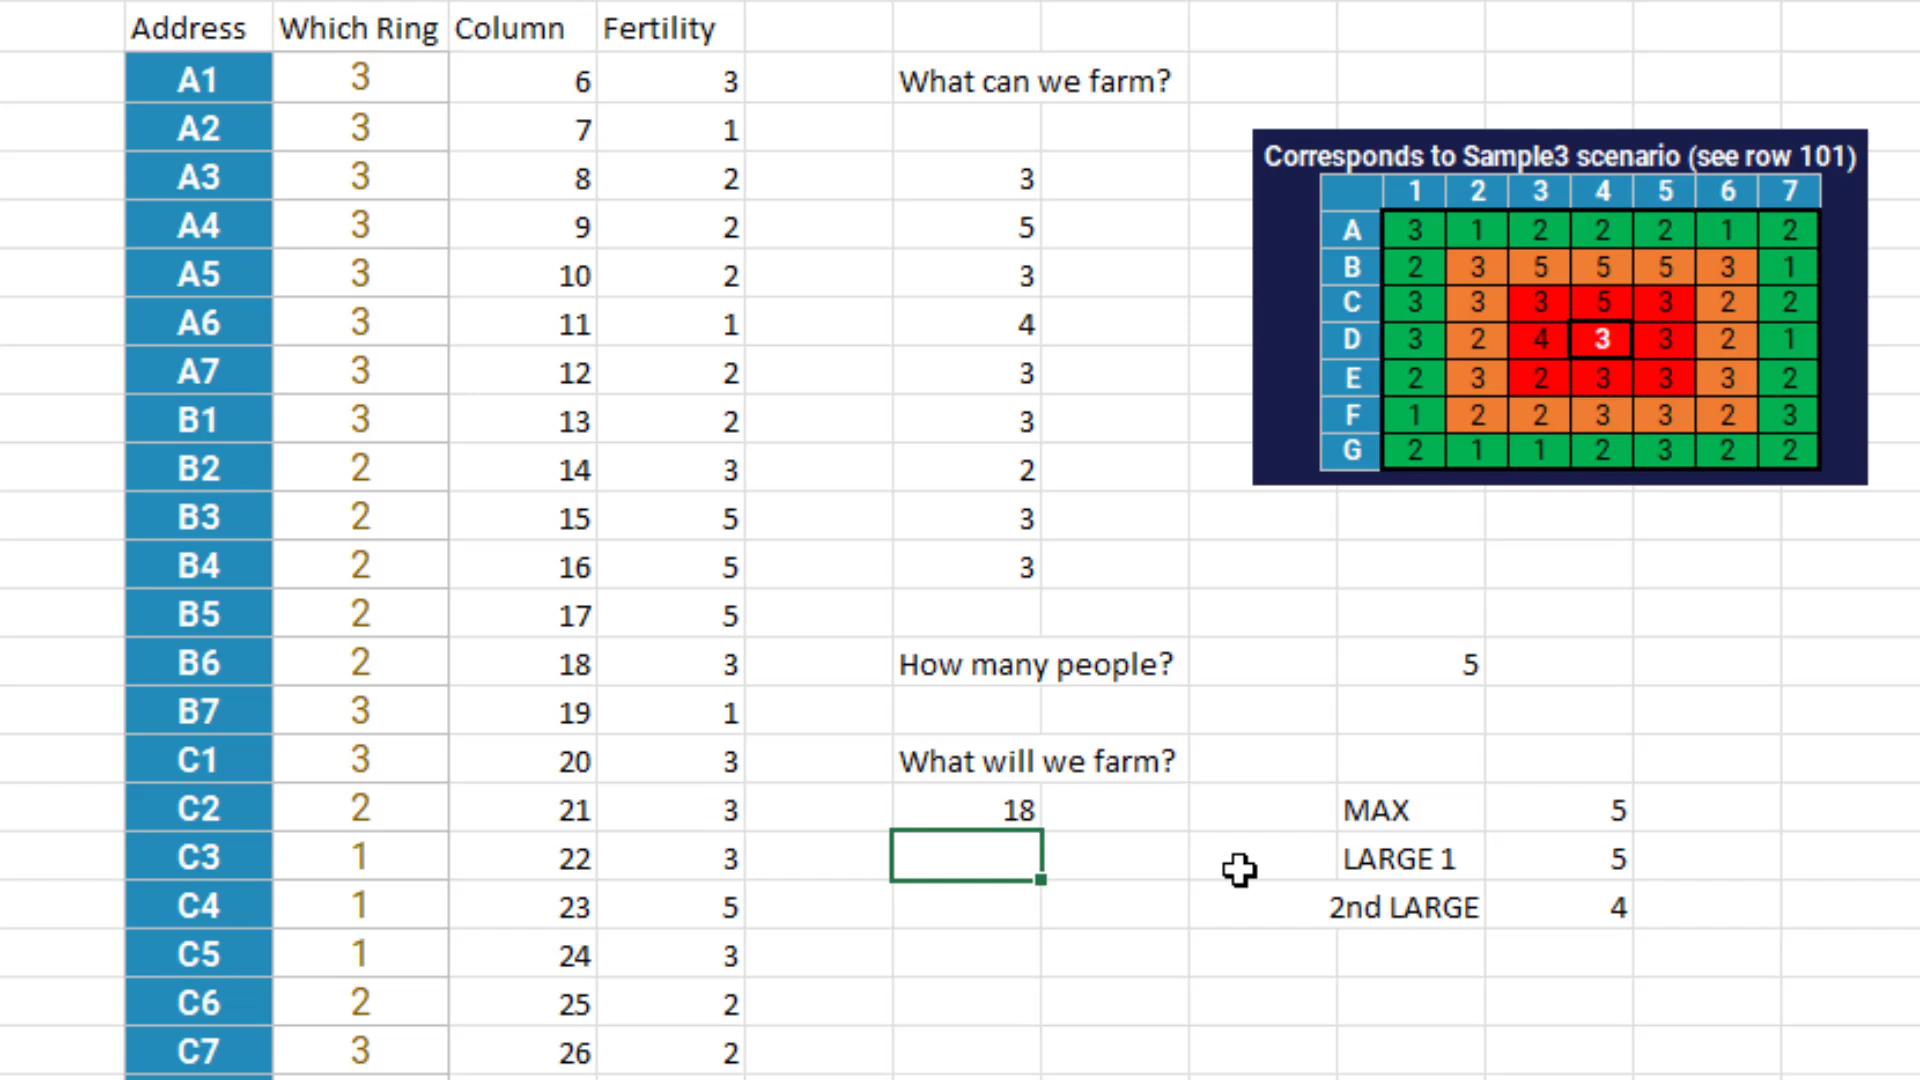 Address Which Ring Column Fertility
A1 3 6 3 What can we farm?
A2 3 7 1
A3 3 8 2 3
A4 3 9 2 5
A5 3 10 2 3
A6 3 11 1 4
A7 3 12 2 3
B1 3 13 2 3
B2 2 14 3 2
B3 2 15 5 3
B4 2 16 5 3
B5 2 17 5
B6 2 18 3 How many people? 5
B7 3 19 1
C1 3 20 3 What will we farm?
C2 2 21 3 18 MAX 5
C3 1 22 3 LARGE 1 5
C4 1 23 5 2nd LARGE 4
C5 1 24 3
C6 2 25 2
C7 3 26 2
Corresponds to Sample3 scenario (see row 101)
1 2 3 4 5 6 7
A 3 1 2 2 2 1 2
B 2 3 5 5 5 3 1
C 3 3 3 5 3 2 2
D 3 2 4 3 3 2 1
E 2 3 2 3 3 3 2
F 1 2 2 3 3 2 3
G 2 1 1 2 3 2 2